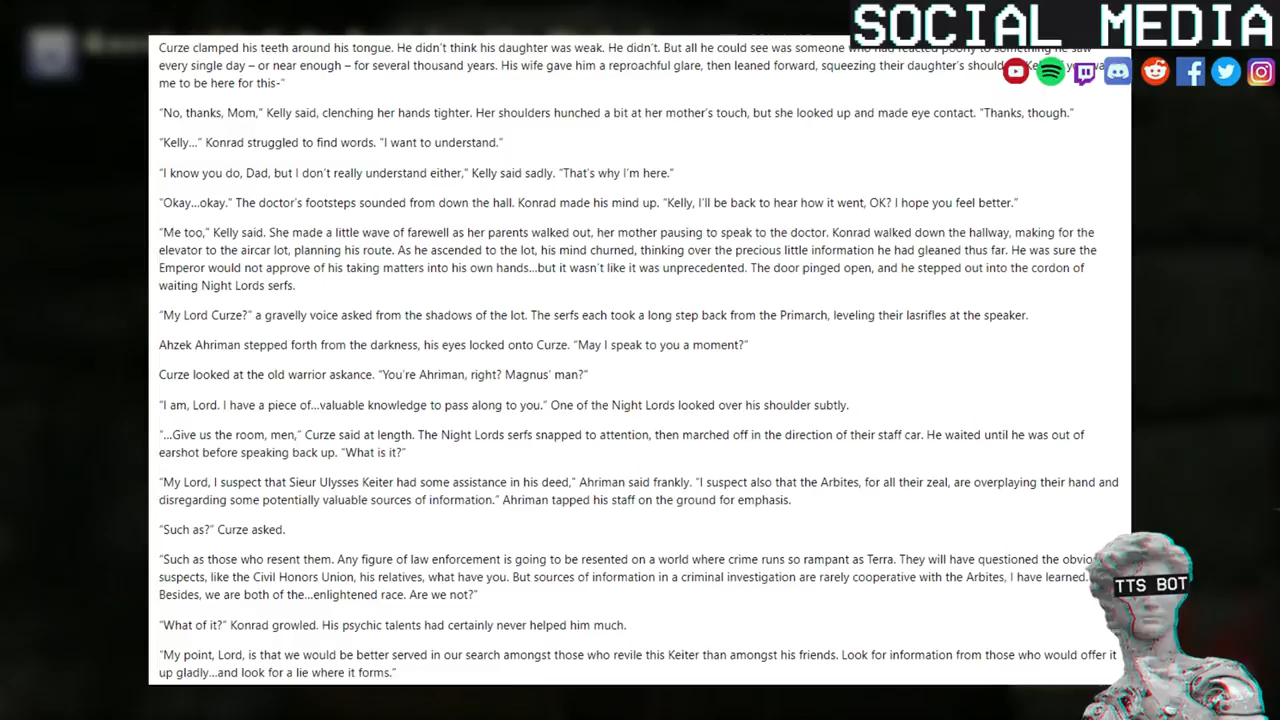 SOCIAL MEDIA
Curze clamped his teeth around his tongue. He didn't think his daughter was weak. He didn't. But all he could see was someone who had reacted poorly to something he saw
every single day – or near enough – for several thousand years. His wife gave him a reproachful glare, then leaned forward, squeezing their daughter's
me to be here for this-"
"No, thanks, Mom," Kelly said, clenching her hands tighter. Her shoulders hunched a bit at her mother's touch, but she looked up and made eye contact. "Thanks, though."
"Kelly…" Konrad struggled to find words. "I want to understand."
"I know you do, Dad, but I don't really understand either," Kelly said sadly. "That's why I'm here."
"Okay…okay." The doctor's footsteps sounded from down the hall. Konrad made his mind up. "Kelly, I'll be back to hear how it went, OK? I hope you feel better."
"Me too," Kelly said. She made a little wave of farewell as her parents walked out, her mother pausing to speak to the doctor. Konrad walked down the hallway, making for the
elevator to the aircar lot, planning his route. As he ascended to the lot, his mind churned, thinking over the precious little information he had gleaned thus far. He was sure the
Emperor would not approve of his taking matters into his own hands…but it wasn't like it was unprecedented. The door pinged open, and he stepped out into the cordon of
waiting Night Lords serfs.
"My Lord Curze?" a gravelly voice asked from the shadows of the lot. The serfs each took a long step back from the Primarch, leveling their lasrifles at the speaker.
Ahzek Ahriman stepped forth from the darkness, his eyes locked onto Curze. "May I speak to you a moment?"
Curze looked at the old warrior askance. "You're Ahriman, right? Magnus' man?"
"I am, Lord. I have a piece of…valuable knowledge to pass along to you." One of the Night Lords looked over his shoulder subtly.
"…Give us the room, men," Curze said at length. The Night Lords serfs snapped to attention, then marched off in the direction of their staff car. He waited until he was out of
earshot before speaking back up. "What is it?"
"My Lord, I suspect that Sieur Ulysses Keiter had some assistance in his deed," Ahriman said frankly. "I suspect also that the Arbites, for all their zeal, are overplaying their hand and
disregarding some potentially valuable sources of information." Ahriman tapped his staff on the ground for emphasis.
"Such as?" Curze asked.
"Such as those who resent them. Any figure of law enforcement is going to be resented on a world where crime runs so rampant as Terra. They will have questioned the
suspects, like the Civil Honors Union, his relatives, what have you. But sources of information in a criminal investigation are rarely cooperative with the Arbites, I have learned.
Besides, we are both of the…enlightened race. Are we not?"
"What of it?" Konrad growled. His psychic talents had certainly never helped him much.
"My point, Lord, is that we would be better served in our search amongst those who revile this Keiter than amongst his friends. Look for information from those who would offer it
up gladly…and look for a lie where it forms."
TTS BOT